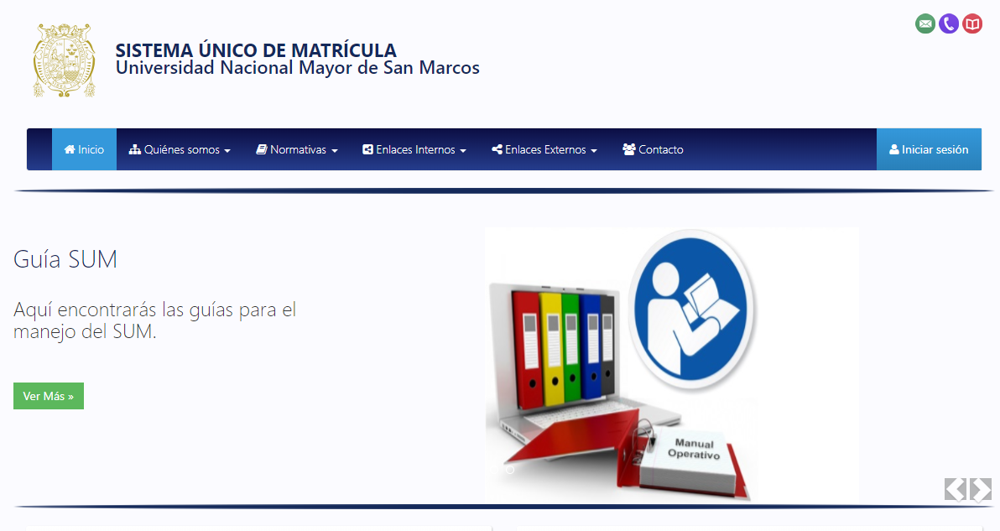 SISTEMA ÚNICO DE MATRÍCULA
Universidad Nacional Mayor de San Marcos
Inicio Quiénes somos Normativas Enlaces Internos Enlaces Externos Contacto Iniciar sesión
Guía SUM
Aquí encontrarás las guías para el
manejo del SUM.
Ver Más »
Manual
Operativo